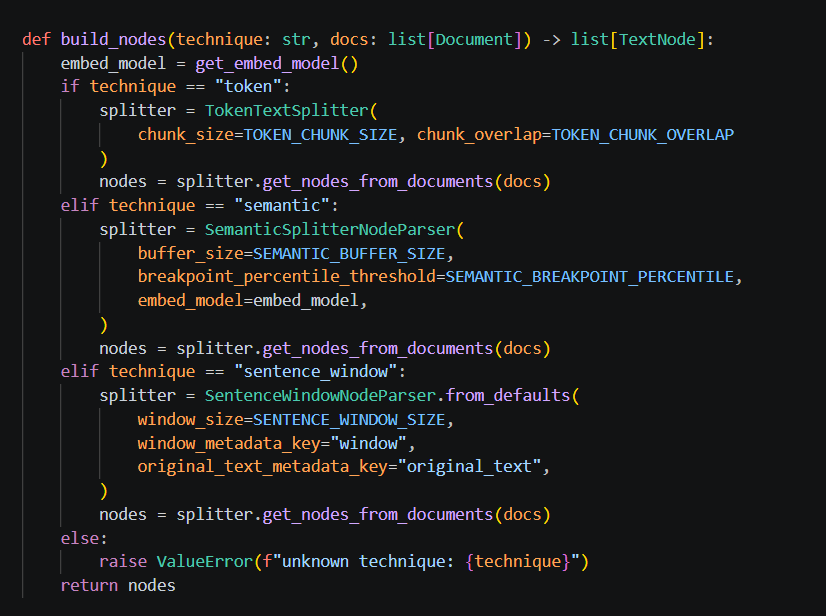 def build_nodes(technique: str, docs: list[Document]) -> list[TextNode]:
    embed_model = get_embed_model()
    if technique == "token":
        splitter = TokenTextSplitter(
            chunk_size=TOKEN_CHUNK_SIZE, chunk_overlap=TOKEN_CHUNK_OVERLAP
        )
        nodes = splitter.get_nodes_from_documents(docs)
    elif technique == "semantic":
        splitter = SemanticSplitterNodeParser(
            buffer_size=SEMANTIC_BUFFER_SIZE,
            breakpoint_percentile_threshold=SEMANTIC_BREAKPOINT_PERCENTILE,
            embed_model=embed_model,
        )
        nodes = splitter.get_nodes_from_documents(docs)
    elif technique == "sentence_window":
        splitter = SentenceWindowNodeParser.from_defaults(
            window_size=SENTENCE_WINDOW_SIZE,
            window_metadata_key="window",
            original_text_metadata_key="original_text",
        )
        nodes = splitter.get_nodes_from_documents(docs)
    else:
        raise ValueError(f"unknown technique: {technique}")
    return nodes